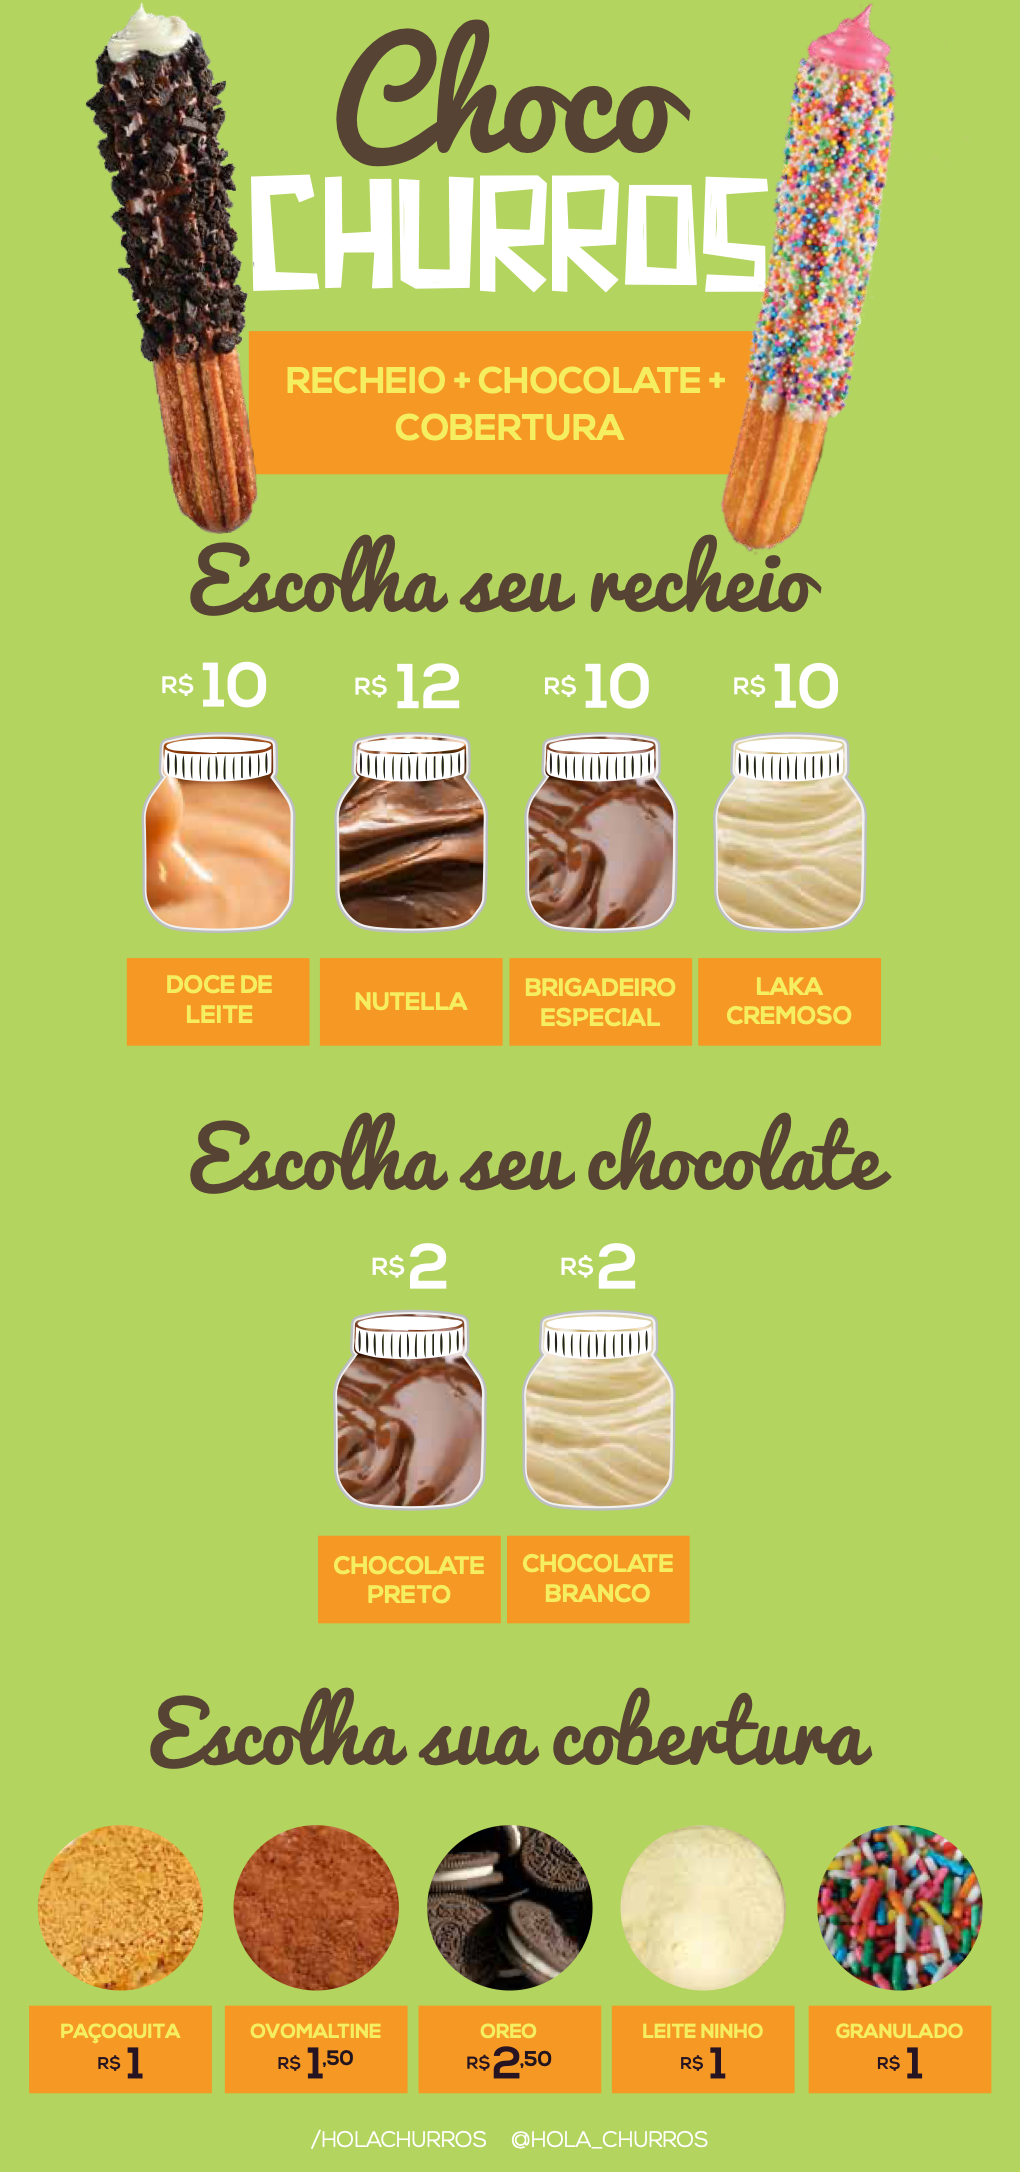 Choco
CHURROS
RECHEIO + CHOCOLATE +
COBERTURA
Escolha seu recheio
R$ 10
R$ 12
R$ 10
R$ 10
DOCE DE
LEITE
NUTELLA
BRIGADEIRO
ESPECIAL
LAKA
CREMOSO
Escolha seu chocolate
R$ 2
R$ 2
CHOCOLATE
PRETO
CHOCOLATE
BRANCO
Escolha sua cobertura
PAÇOQUITA
R$ 1
OVOMALTINE
R$ 1,50
OREO
R$ 2,50
LEITE NINHO
R$ 1
GRANULADO
R$ 1
/HOLACHURROS @HOLA_CHURROS